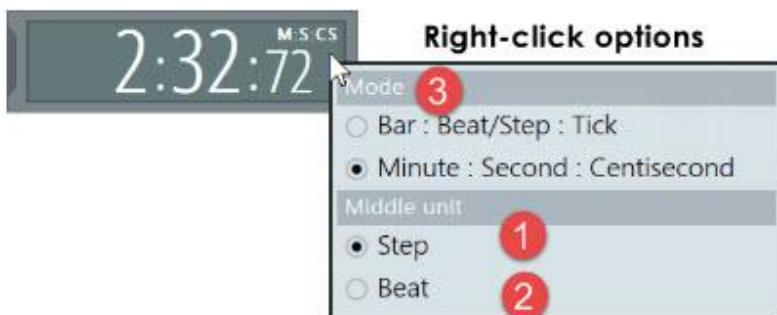 M:S:CS
2:32:72
Right-click options
Mode 3
Bar : Beat/Step : Tick
Minute : Second : Centisecond
Middle unit
Step 1
Beat 2